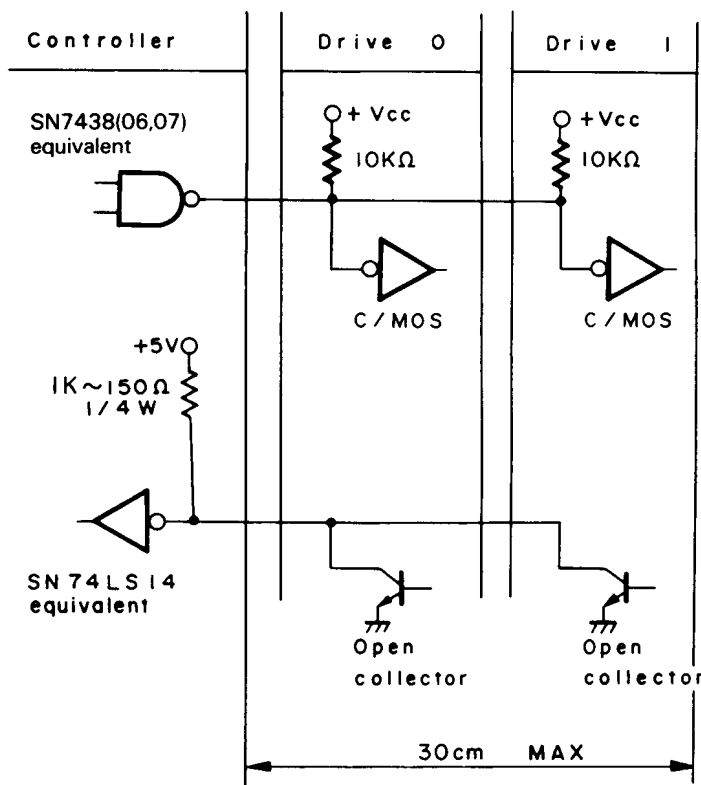 Controller
Drive 0
Drive 1
SN7438(06,07)
equivalent
+Vcc
10KΩ
+Vcc
10KΩ
C/MOS
C/MOS
+5V
1K~150Ω
1/4W
SN74LS14
equivalent
Open
collector
Open
collector
30cm MAX